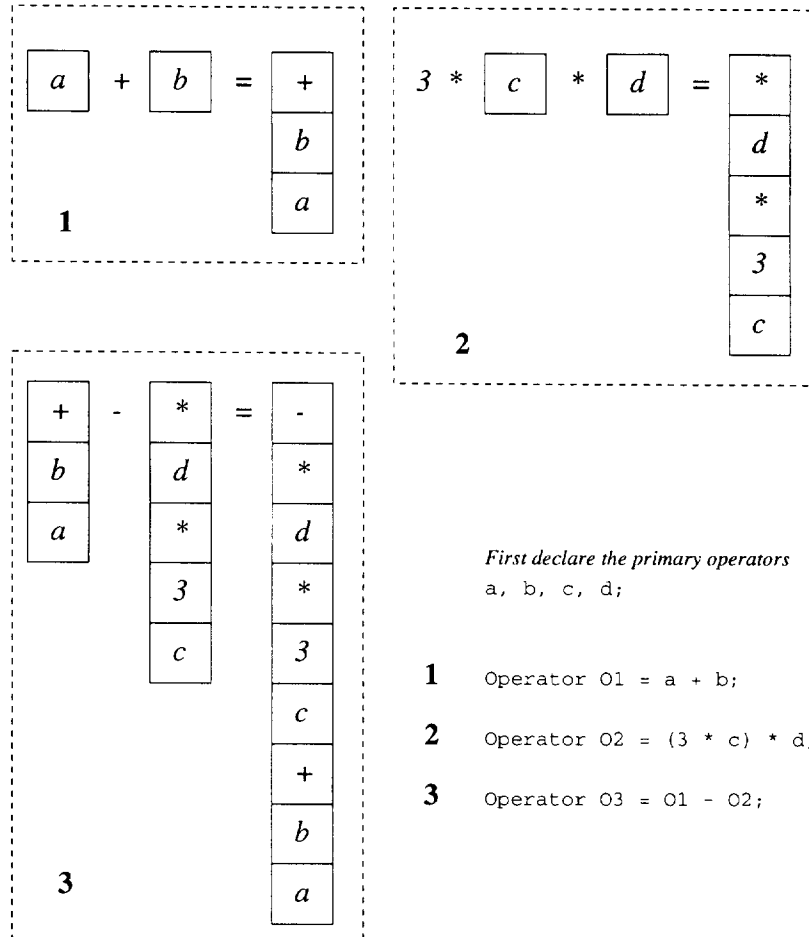 a + b = +
b
a
1
3 * c * d = *
d
*
3
c
2
+ - * = -
b d *
a * d
3 *
c 3
c
+
b
a
3
First declare the primary operators
a, b, c, d;
1 Operator O1 = a + b;
2 Operator O2 = (3 * c) * d;
3 Operator O3 = O1 - O2;